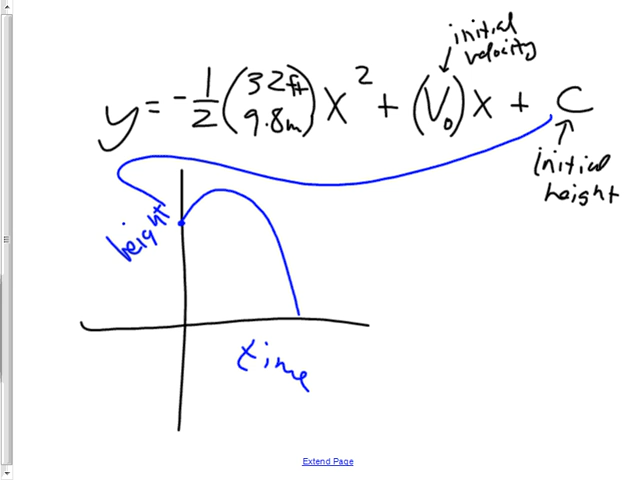 initial
velocity
y = -1/2 (32ft 9.8m) x² + (V₀)x + C
initial
height
height
time
Extend Page